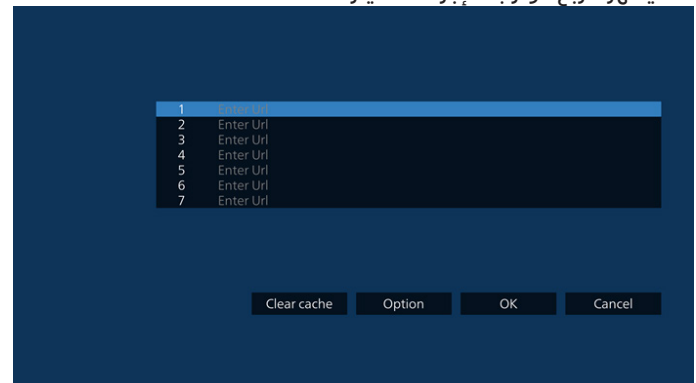 1 Enter Url
2 Enter Url
3 Enter Url
4 Enter Url
5 Enter Url
6 Enter Url
7 Enter Url
Clear cache Option OK Cancel